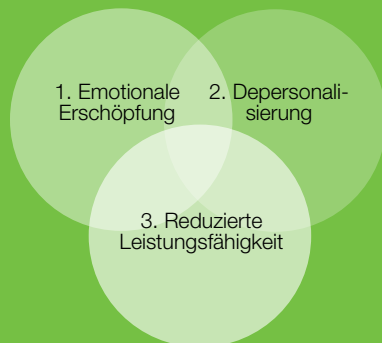 1. Emotionale
Erschöpfung
2. Depersonali-
sierung
3. Reduzierte
Leistungsfähigkeit